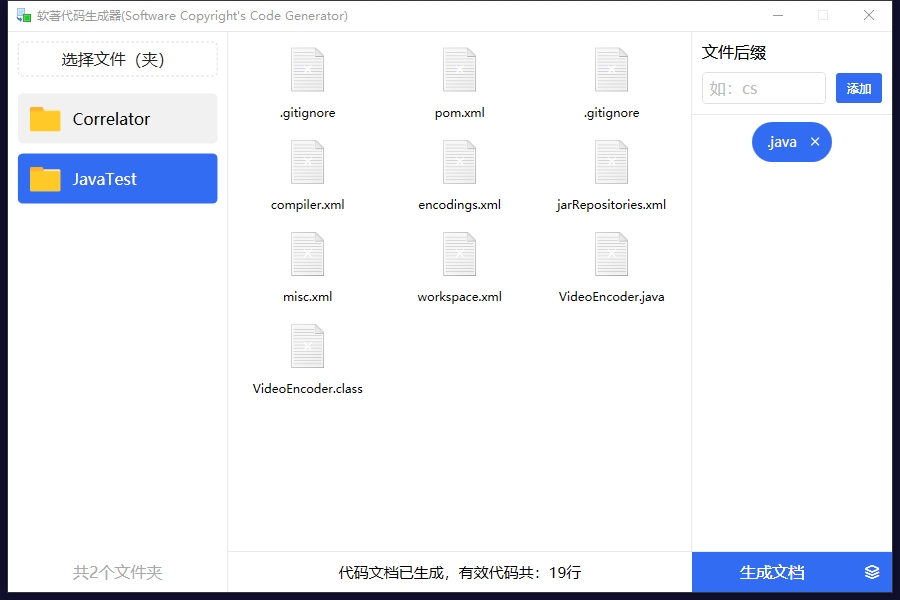 软著代码生成器(Software Copyright's Code Generator)
选择文件（夹）
Correlator
JavaTest
共2个文件夹
.gitignore
pom.xml
.gitignore
compiler.xml
encodings.xml
jarRepositories.xml
misc.xml
workspace.xml
VideoEncoder.java
VideoEncoder.class
代码文档已生成，有效代码共：19行
文件后缀
如：cs
添加
.java
生成文档